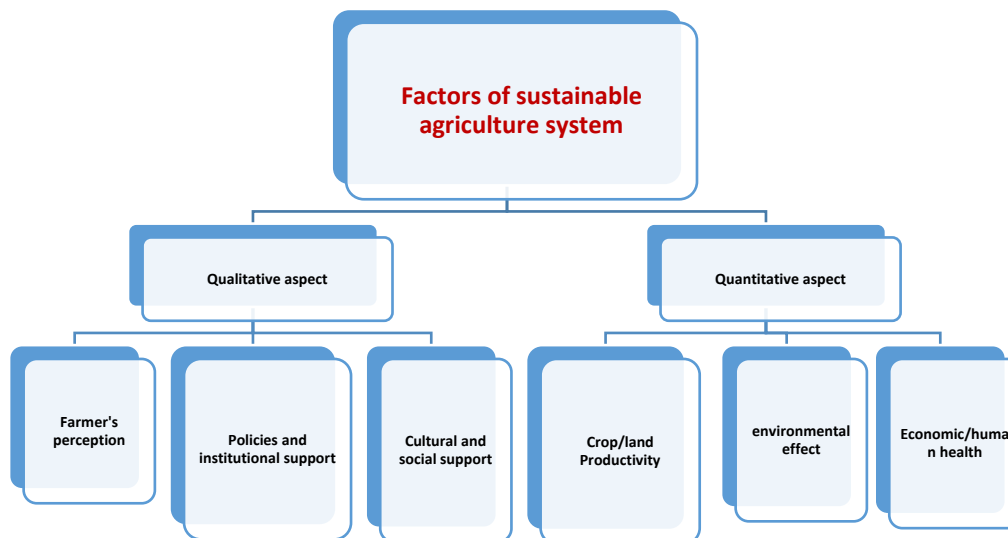 Factors of sustainable
agriculture system
Qualitative aspect
Quantitative aspect
Farmer's
perception
Policies and
institutional support
Cultural and
social support
Crop/land
Productivity
environmental
effect
Economic/huma
n health